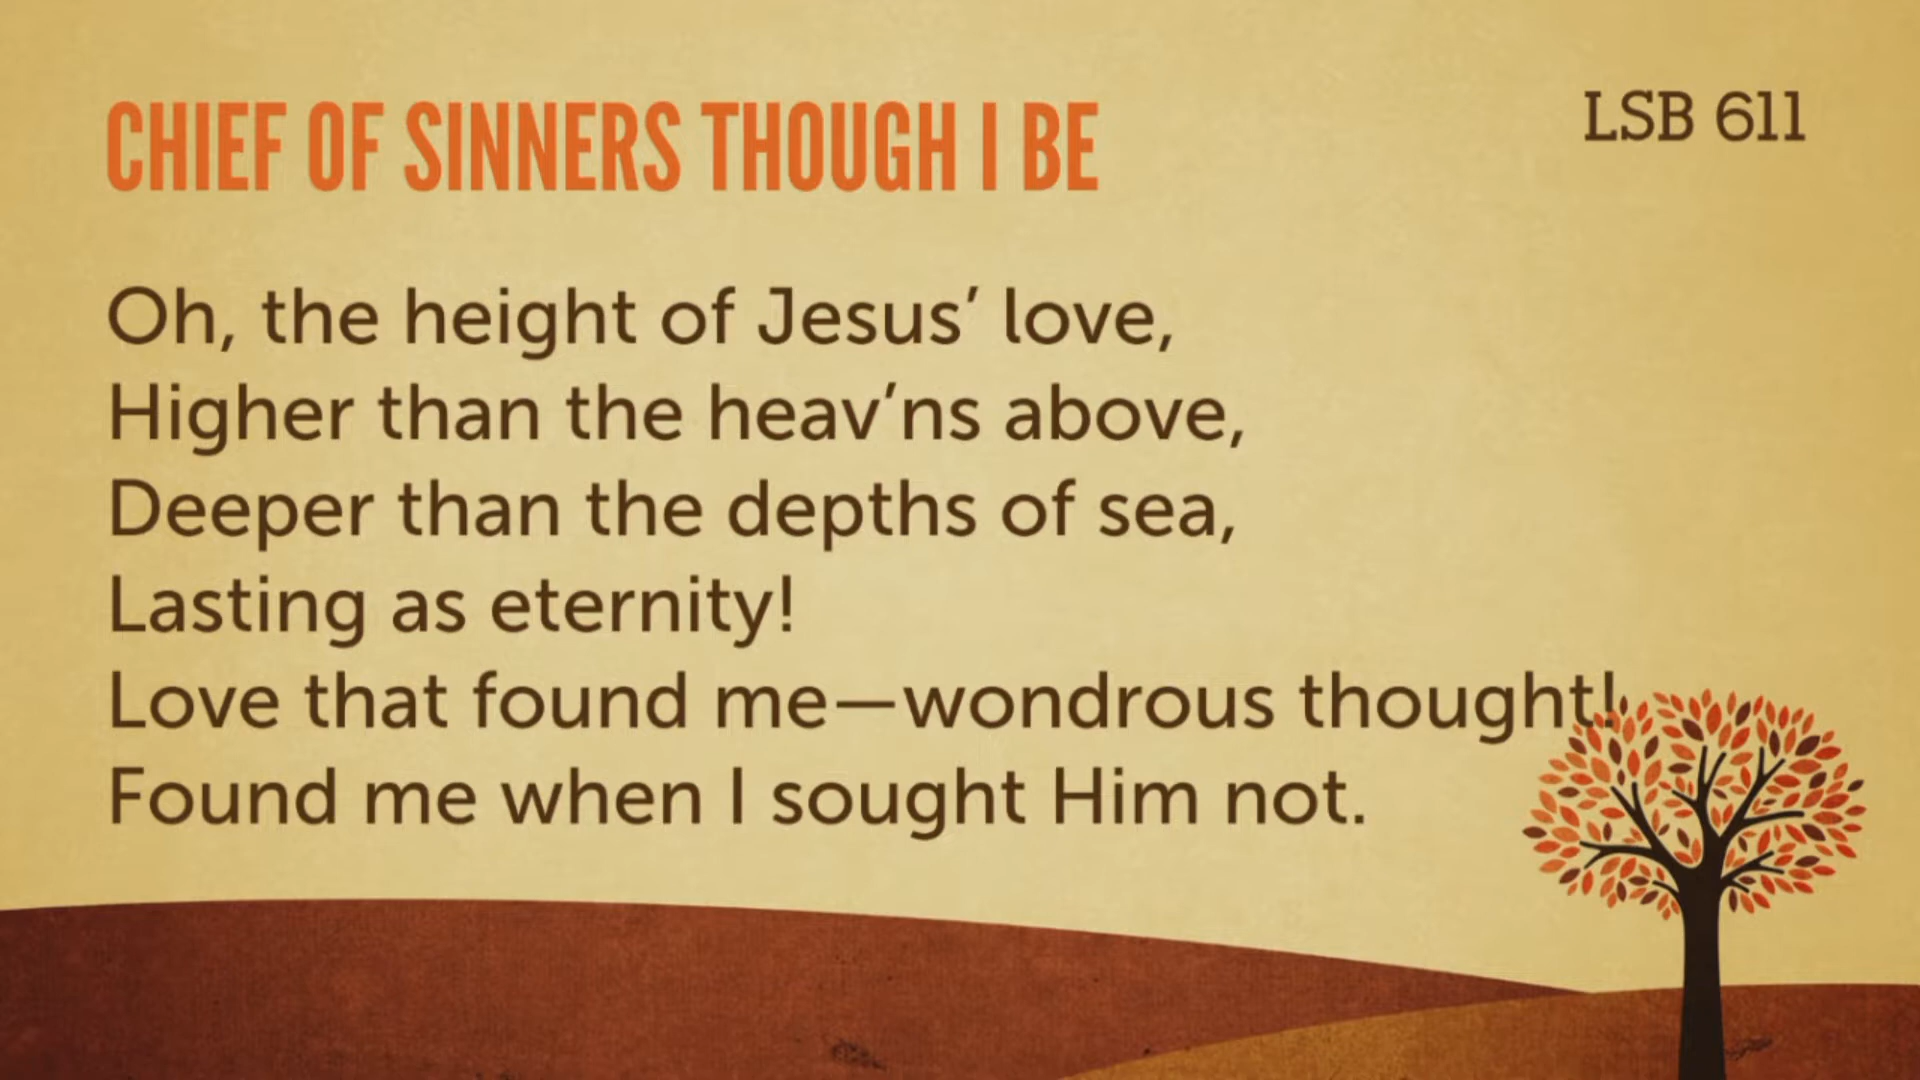 CHIEF OF SINNERS THOUGH I BE
LSB 611
Oh, the height of Jesus’ love,
Higher than the heav’ns above,
Deeper than the depths of sea,
Lasting as eternity!
Love that found me—wondrous thought!
Found me when I sought Him not.